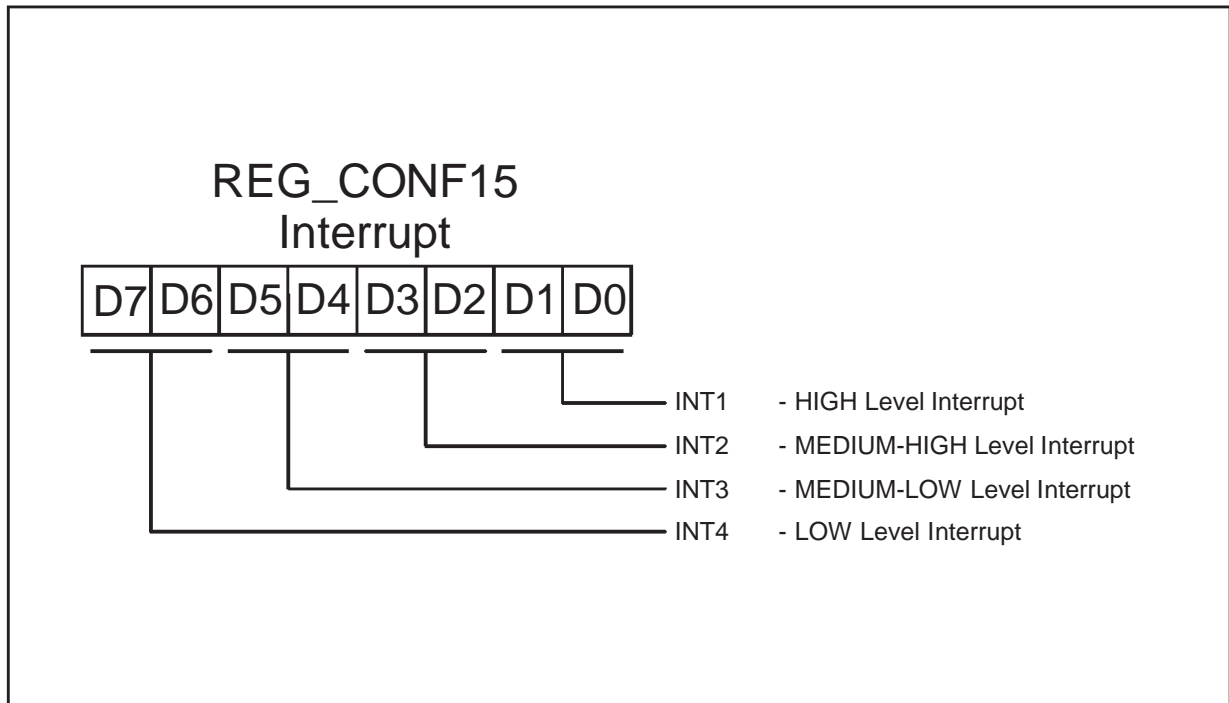 REG_CONF15
Interrupt
D7 D6 D5 D4 D3 D2 D1 D0
INT1 - HIGH Level Interrupt
INT2 - MEDIUM-HIGH Level Interrupt
INT3 - MEDIUM-LOW Level Interrupt
INT4 - LOW Level Interrupt